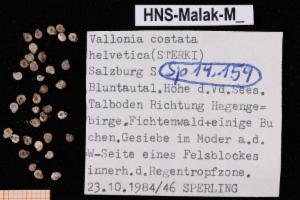 HNS-Malak-M_
Vallonia costata
helvetica(STERKI)
Salzburg S Sp 14.159
Bluntautal.Höhe d.Vd.Sees.
Talboden Richtung Hagenge=
birge.Fichtenwald+einige Bu
chen.Gesiebe im Moder a.d.
W-Seite eines Felsblockes
innerh.d.Regentropfzone.
23.10.1984/46 SPERLING